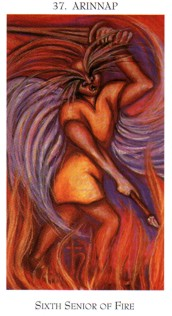 37. ARINNAP
SIXTH SENIOR OF FIRE